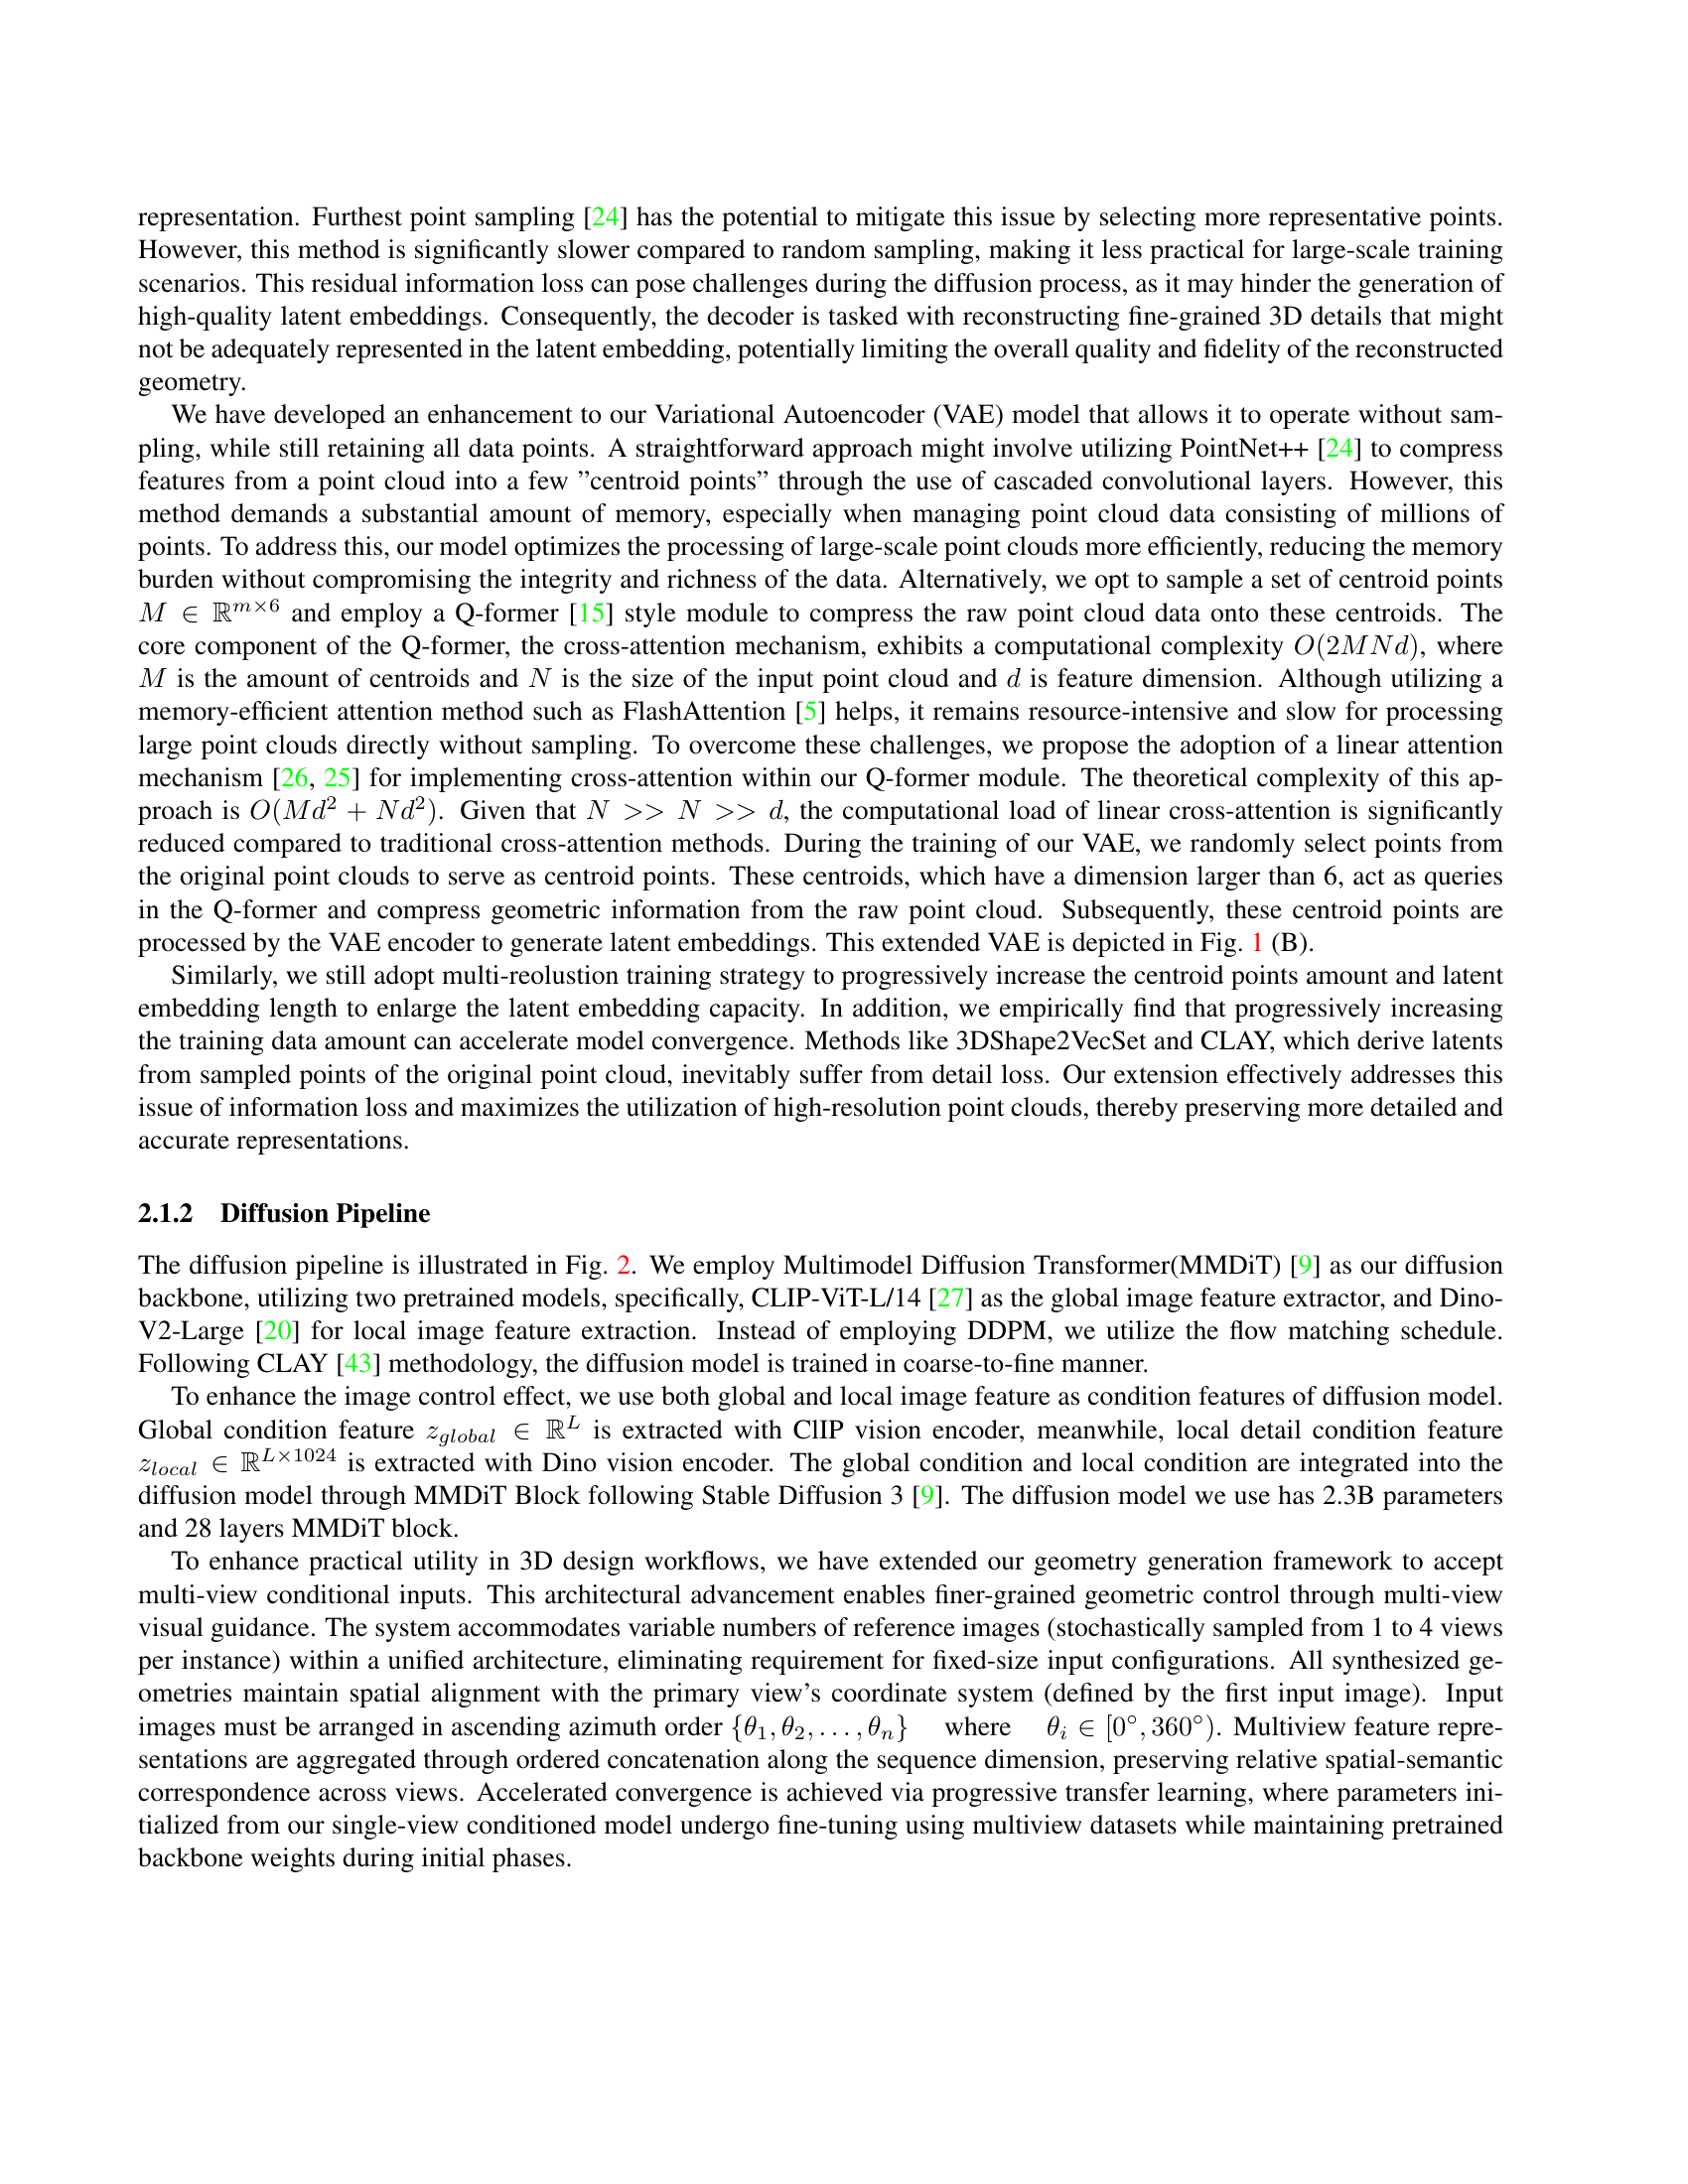 representation. Furthest point sampling [24] has the potential to mitigate this issue by selecting more representative points.
However, this method is significantly slower compared to random sampling, making it less practical for large-scale training
scenarios. This residual information loss can pose challenges during the diffusion process, as it may hinder the generation of
high-quality latent embeddings. Consequently, the decoder is tasked with reconstructing fine-grained 3D details that might
not be adequately represented in the latent embedding, potentially limiting the overall quality and fidelity of the reconstructed
geometry.
We have developed an enhancement to our Variational Autoencoder (VAE) model that allows it to operate without sam-
pling, while still retaining all data points. A straightforward approach might involve utilizing PointNet++ [24] to compress
features from a point cloud into a few ”centroid points” through the use of cascaded convolutional layers. However, this
method demands a substantial amount of memory, especially when managing point cloud data consisting of millions of
points. To address this, our model optimizes the processing of large-scale point clouds more efficiently, reducing the memory
burden without compromising the integrity and richness of the data. Alternatively, we opt to sample a set of centroid points
$M \in \mathbb{R}^{m \times 6}$ and employ a Q-former [15] style module to compress the raw point cloud data onto these centroids. The
core component of the Q-former, the cross-attention mechanism, exhibits a computational complexity $O(2MNd)$, where
$M$ is the amount of centroids and $N$ is the size of the input point cloud and $d$ is feature dimension. Although utilizing a
memory-efficient attention method such as FlashAttention [5] helps, it remains resource-intensive and slow for processing
large point clouds directly without sampling. To overcome these challenges, we propose the adoption of a linear attention
mechanism [26, 25] for implementing cross-attention within our Q-former module. The theoretical complexity of this ap-
proach is $O(Md^2 + Nd^2)$. Given that $N >> N >> d$, the computational load of linear cross-attention is significantly
reduced compared to traditional cross-attention methods. During the training of our VAE, we randomly select points from
the original point clouds to serve as centroid points. These centroids, which have a dimension larger than 6, act as queries
in the Q-former and compress geometric information from the raw point cloud. Subsequently, these centroid points are
processed by the VAE encoder to generate latent embeddings. This extended VAE is depicted in Fig. 1 (B).
Similarly, we still adopt multi-reolustion training strategy to progressively increase the centroid points amount and latent
embedding length to enlarge the latent embedding capacity. In addition, we empirically find that progressively increasing
the training data amount can accelerate model convergence. Methods like 3DShape2VecSet and CLAY, which derive latents
from sampled points of the original point cloud, inevitably suffer from detail loss. Our extension effectively addresses this
issue of information loss and maximizes the utilization of high-resolution point clouds, thereby preserving more detailed and
accurate representations.
2.1.2 Diffusion Pipeline
The diffusion pipeline is illustrated in Fig. 2. We employ Multimodel Diffusion Transformer(MMDiT) [9] as our diffusion
backbone, utilizing two pretrained models, specifically, CLIP-ViT-L/14 [27] as the global image feature extractor, and Dino-
V2-Large [20] for local image feature extraction. Instead of employing DDPM, we utilize the flow matching schedule.
Following CLAY [43] methodology, the diffusion model is trained in coarse-to-fine manner.
To enhance the image control effect, we use both global and local image feature as condition features of diffusion model.
Global condition feature $z_{global} \in \mathbb{R}^L$ is extracted with ClIP vision encoder, meanwhile, local detail condition feature
$z_{local} \in \mathbb{R}^{L \times 1024}$ is extracted with Dino vision encoder. The global condition and local condition are integrated into the
diffusion model through MMDiT Block following Stable Diffusion 3 [9]. The diffusion model we use has 2.3B parameters
and 28 layers MMDiT block.
To enhance practical utility in 3D design workflows, we have extended our geometry generation framework to accept
multi-view conditional inputs. This architectural advancement enables finer-grained geometric control through multi-view
visual guidance. The system accommodates variable numbers of reference images (stochastically sampled from 1 to 4 views
per instance) within a unified architecture, eliminating requirement for fixed-size input configurations. All synthesized ge-
ometries maintain spatial alignment with the primary view’s coordinate system (defined by the first input image). Input
images must be arranged in ascending azimuth order $\{\theta_1, \theta_2, \ldots, \theta_n\}$ where $\theta_i \in [0^\circ, 360^\circ)$. Multiview feature repre-
sentations are aggregated through ordered concatenation along the sequence dimension, preserving relative spatial-semantic
correspondence across views. Accelerated convergence is achieved via progressive transfer learning, where parameters ini-
tialized from our single-view conditioned model undergo fine-tuning using multiview datasets while maintaining pretrained
backbone weights during initial phases.